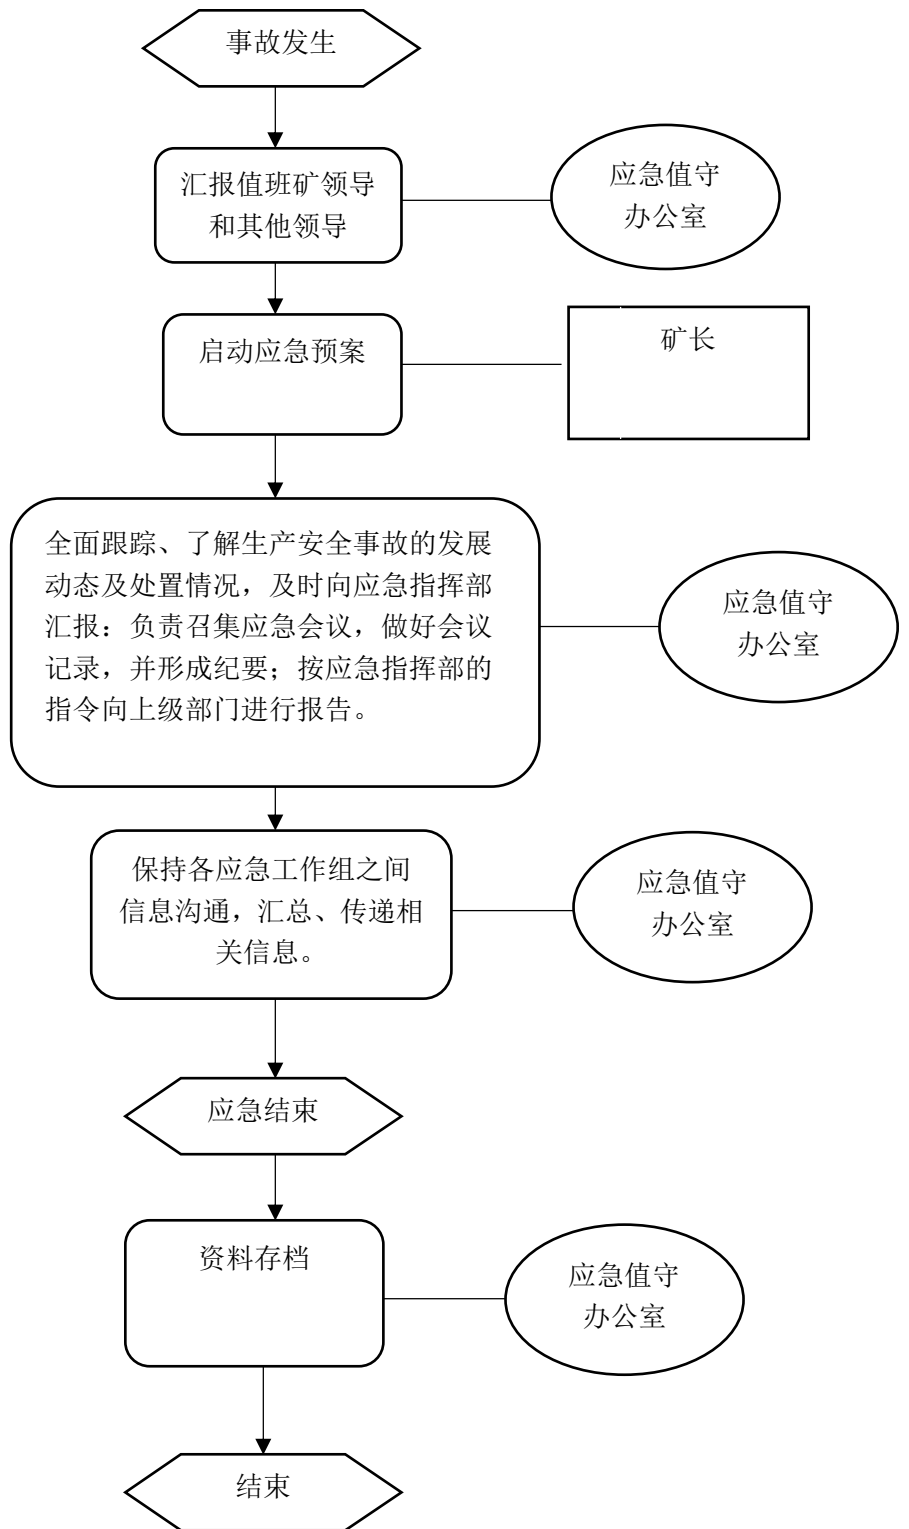 事故发生
汇报值班矿领导
和其他领导
应急值守
办公室
启动应急预案
矿长
全面跟踪、了解生产安全事故的发展
动态及处置情况，及时向应急指挥部
汇报：负责召集应急会议，做好会议
记录，并形成纪要；按应急指挥部的
指令向上级部门进行报告。
应急值守
办公室
保持各应急工作组之间
信息沟通，汇总、传递相
关信息。
应急值守
办公室
应急结束
资料存档
应急值守
办公室
结束